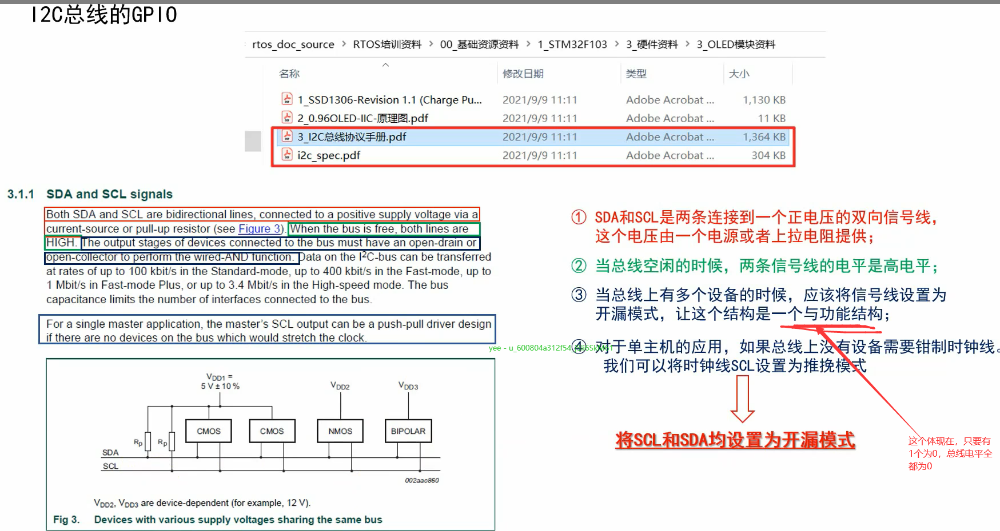 I2C总线的GPIO
rtos_doc_source > RTOS培训资料 > 00_基础资源资料 > 1_STM32F103 > 3_硬件资料 > 3_OLED模块资料
名称 修改日期 类型 大小
1_SSD1306-Revision 1.1 (Charge Pu... 2021/9/9 11:11 Adobe Acrobat ... 1,130 KB
2_0.96OLED-IIC-原理图.pdf 2021/9/9 11:11 Adobe Acrobat ... 11 KB
3_I2C总线协议手册.pdf 2021/9/9 11:11 Adobe Acrobat ... 1,364 KB
i2c_spec.pdf 2021/9/9 11:11 Adobe Acrobat ... 304 KB
3.1.1 SDA and SCL signals
Both SDA and SCL are bidirectional lines, connected to a positive supply voltage via a
current-source or pull-up resistor (see Figure 3). When the bus is free, both lines are
HIGH. The output stages of devices connected to the bus must have an open-drain or
open-collector to perform the wired-AND function. Data on the I²C-bus can be transferred
at rates of up to 100 kbit/s in the Standard-mode, up to 400 kbit/s in the Fast-mode, up to
1 Mbit/s in Fast-mode Plus, or up to 3.4 Mbit/s in the High-speed mode. The bus
capacitance limits the number of interfaces connected to the bus.
For a single master application, the master's SCL output can be a push-pull driver design
if there are no devices on the bus which would stretch the clock.
① SDA和SCL是两条连接到一个正电压的双向信号线，
这个电压由一个电源或者上拉电阻提供；
② 当总线空闲的时候，两条信号线的电平是高电平；
③ 当总线上有多个设备的时候，应该将信号线设置为
开漏模式，让这个结构是一个与功能结构；
④ 对于单主机的应用，如果总线上没有设备需要钳制时钟线。
我们可以将时钟线SCL设置为推挽模式
将SCL和SDA均设置为开漏模式
这个体现在，只要有
1个为0，总线电平全
都为0
VDD1 =
5 V ± 10 %
VDD2
VDD3
CMOS CMOS NMOS BIPOLAR
Rp Rp
SDA
SCL
002aac860
VDD2, VDD3 are device-dependent (for example, 12 V).
Fig 3. Devices with various supply voltages sharing the same bus